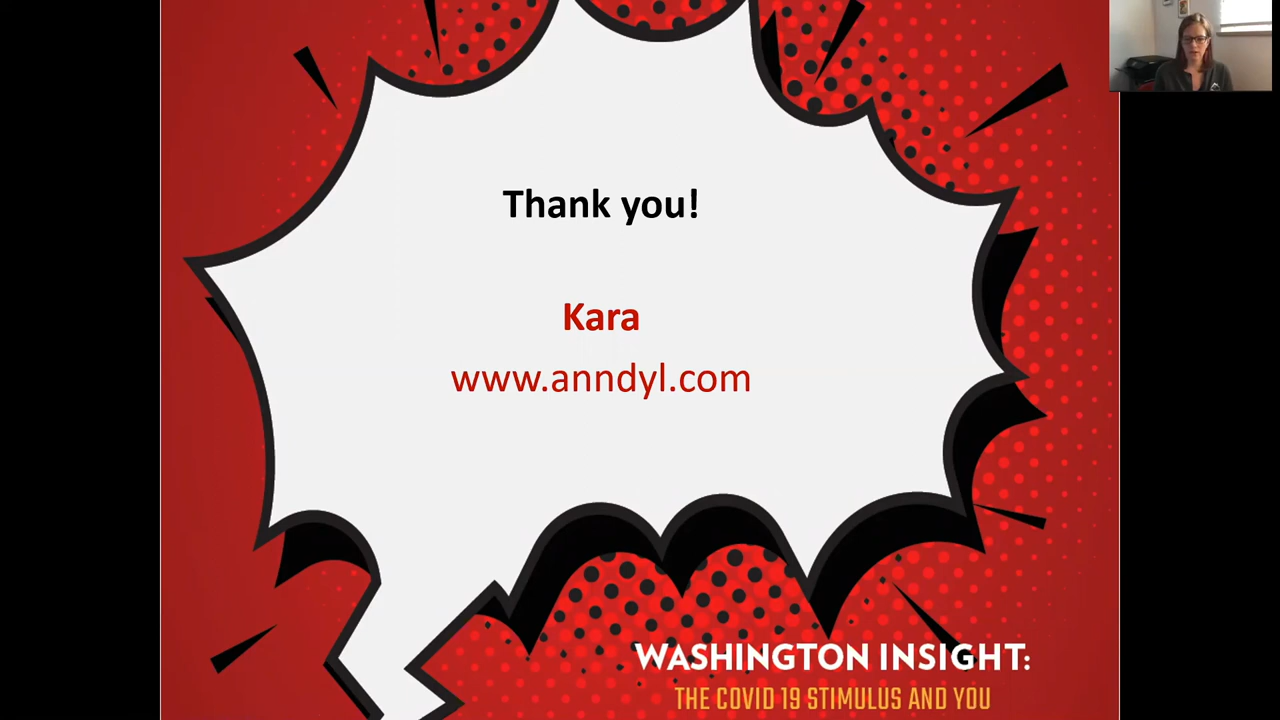 Thank you!
Kara
www.anndyl.com
WASHINGTON INSIGHT:
THE COVID 19 STIMULUS AND YOU